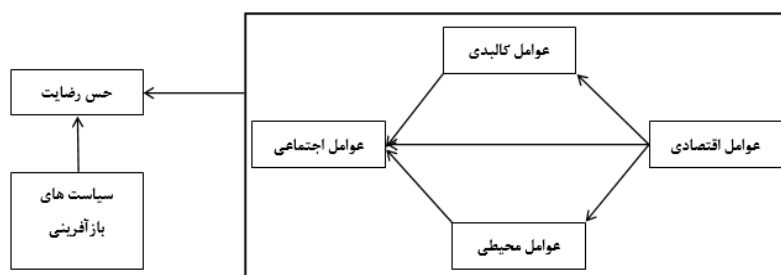 عوامل کالبدی
حس رضایت
عوامل اقتصادی
عوامل اجتماعی
سیاست های
بازآفرینی
عوامل محیطی